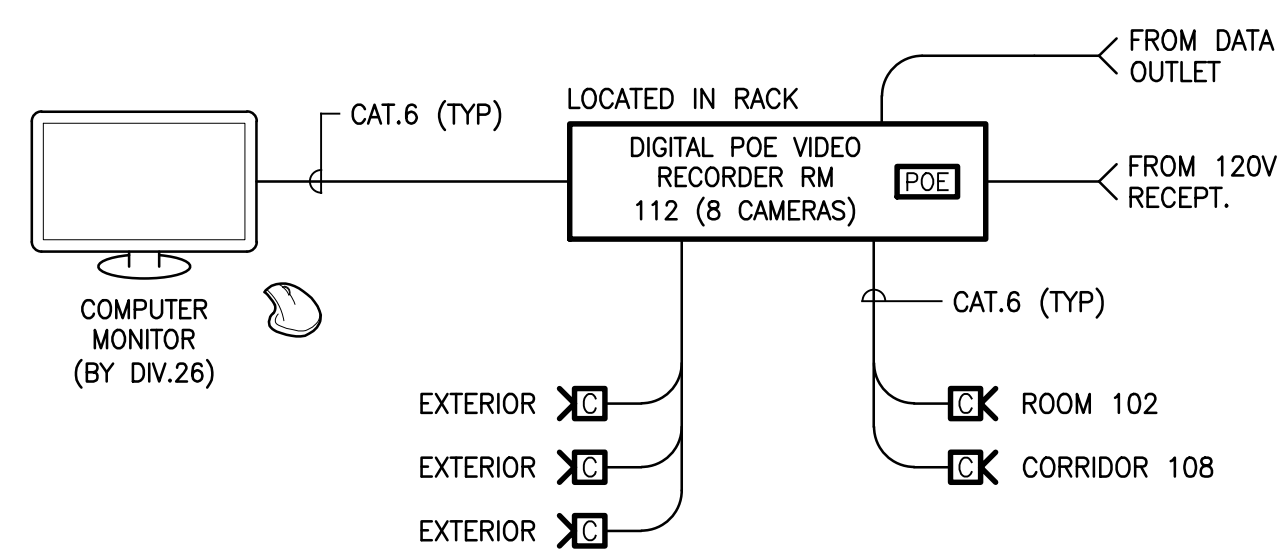 FROM DATA
OUTLET
LOCATED IN RACK
CAT.6 (TYP)
DIGITAL POE VIDEO
RECORDER RM
112 (8 CAMERAS)
POE
FROM 120V
RECEPT.
COMPUTER
MONITOR
(BY DIV.26)
CAT.6 (TYP)
EXTERIOR C
C ROOM 102
EXTERIOR C
C CORRIDOR 108
EXTERIOR C